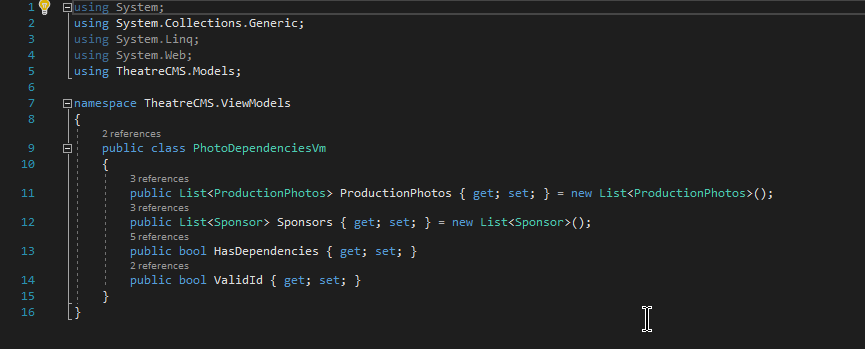 1 using System;
2 using System.Collections.Generic;
3 using System.Linq;
4 using System.Web;
5 using TheatreCMS.Models;
6
7 namespace TheatreCMS.ViewModels
8 {
2 references
9 public class PhotoDependenciesVm
10 {
3 references
11 public List<ProductionPhotos> ProductionPhotos { get; set; } = new List<ProductionPhotos>();
3 references
12 public List<Sponsor> Sponsors { get; set; } = new List<Sponsor>();
5 references
13 public bool HasDependencies { get; set; }
2 references
14 public bool ValidId { get; set; }
15 }
16 }